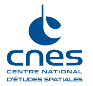 cnes
CENTRE NATIONAL
D'ÉTUDES SPATIALES